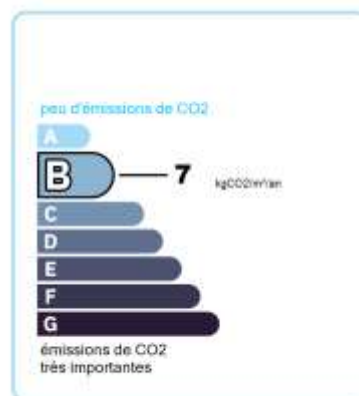 peu d'émissions de CO2
A
B 7 kgCO2/m²/an
C
D
E
F
G
émissions de CO2
très importantes